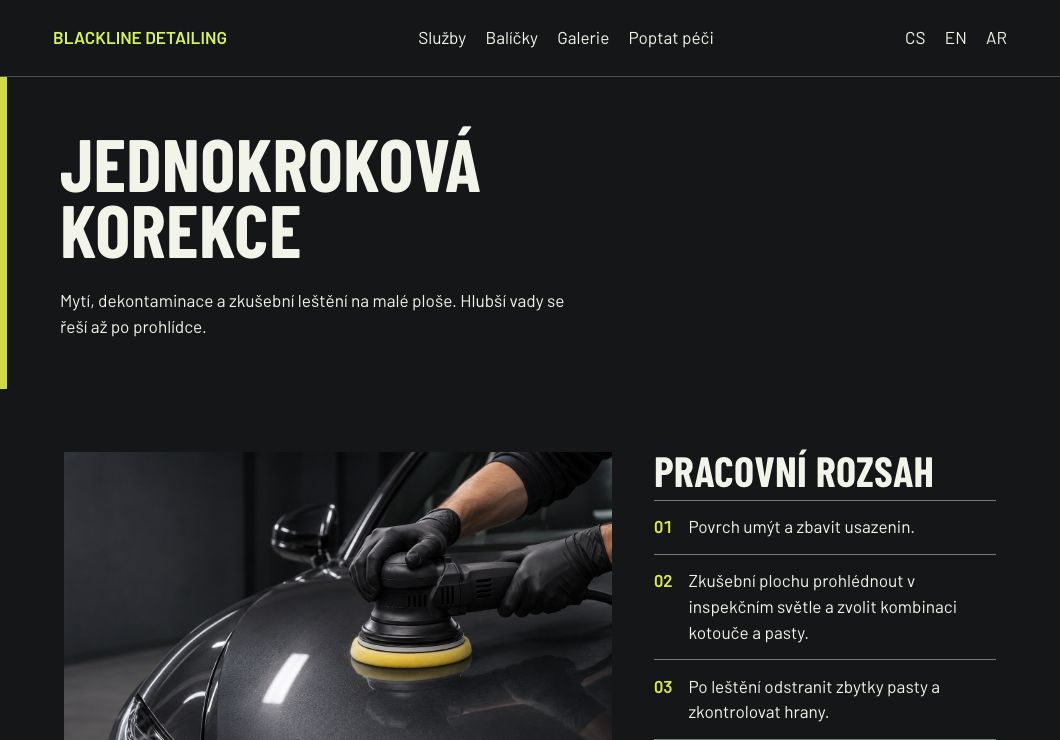 BLACKLINE DETAILING
Služby Balíčky Galerie Poptat péči
CS EN AR
JEDNOKROKOVÁ
KOREKCE
Mytí, dekontaminace a zkušební leštění na malé ploše. Hlubší vady se
řeší až po prohlídce.
PRACOVNÍ ROZSAH
01 Povrch umýt a zbavit usazenin.
02 Zkušební plochu prohlédnout v
inspekčním světle a zvolit kombinaci
kotouče a pasty.
03 Po leštění odstranit zbytky pasty a
zkontrolovat hrany.